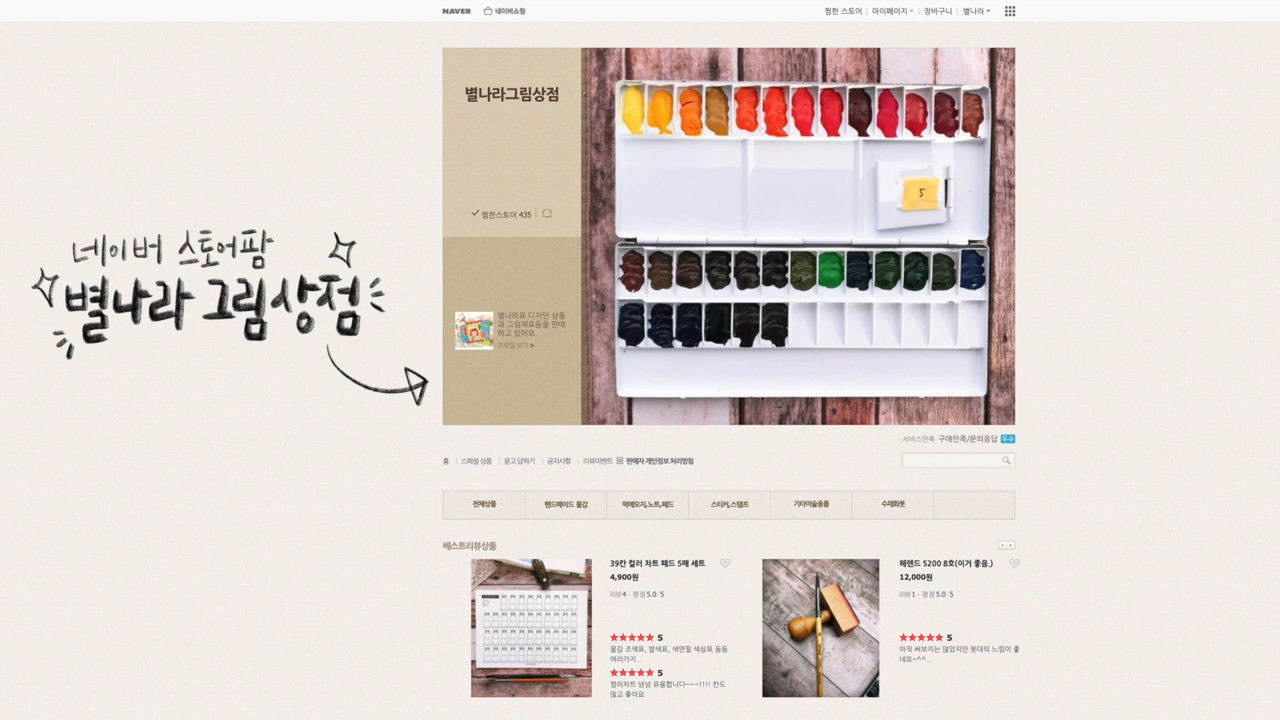 NAVER 네이버쇼핑 찜한 스토어 마이페이지 장바구니 별나라
별나라그림상점
찜한스토어 435
네이버 스토어팜
별나라 그림상점
5
별나라표 디자인 상품
과 그림재료들을 판매
하고 있어요.
프로필 보기 ▶
서비스만족 구매만족/문의응답 우수
홈 스페셜 상품 묻고 답하기 공지사항 리뷰이벤트 판매자 개인정보 처리방침
전체상품 핸드메이드 물감 떡메모지,노트,패드 스티커,스탬프 기타미술용품 수채화붓
베스트리뷰상품
39칸 컬러 차트 패드 5매 세트
4,900원
리뷰 4 · 평점 5.0/5
★★★★★ 5
물감 조색표, 발색표, 색연필 색상표 등등
여러가지...
★★★★★ 5
컬러차트 넘넘 유용합니다~~~!!!! 칸도
많고 좋아요
헤렌드 5200 8호(이거 좋음.)
12,000원
리뷰 1 · 평점 5.0/5
★★★★★ 5
아직 써보지는 않았지만 붓대의 느낌이 좋
네요~^^...